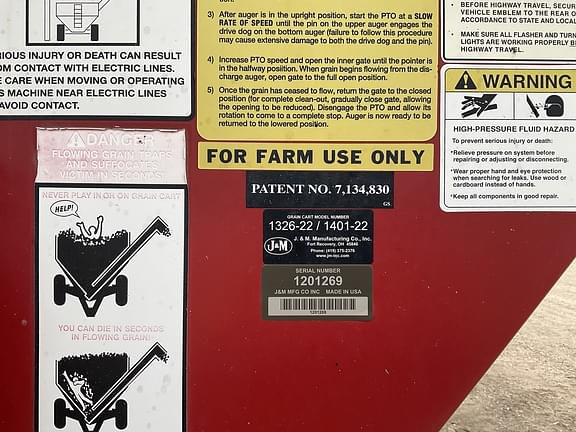 3) After auger is in the upright position, start the PTO at a SLOW
RATE OF SPEED until the pin on the upper auger engages the
drive dog on the bottom auger (failure to follow this procedure
may cause extensive damage to both the drive dog and the pin).
4) Increase PTO speed and open the inner gate until the pointer is
in the halfway position. When grain begins flowing from the dis-
charge auger, open gate to the full open position.
5) Once the grain has ceased to flow, return the gate to the closed
position (for complete clean-out, gradually close gate, allowing
the opening to be reduced). Disengage the PTO and allow its
rotation to come to a complete stop. Auger is now ready to be
returned to the lowered position.
FOR FARM USE ONLY
PATENT NO. 7,134,830
GS
GRAIN CART MODEL NUMBER
1326-22 / 1401-22
J&M
J. & M. Manufacturing Co., Inc.
Fort Recovery, OH 45846
Phone: (419) 375-2376
www.jm-inc.com
SERIAL NUMBER
1201269
J&M MFG CO INC MADE IN USA
1201269
IOUS INJURY OR DEATH CAN RESULT
OM CONTACT WITH ELECTRIC LINES.
E CARE WHEN MOVING OR OPERATING
S MACHINE NEAR ELECTRIC LINES
AVOID CONTACT.
DANGER
FLOWING GRAIN TRAPS
AND SUFFOCATES
VICTIM IN SECONDS
NEVER PLAY IN OR ON GRAIN CART!
HELP!
YOU CAN DIE IN SECONDS
IN FLOWING GRAIN!
BEFORE HIGHWAY TRAVEL, SECUR
VEHICLE EMBLEM TO THE REAR O
ACCORDANCE TO STATE AND LOCAL
MAKE SURE ALL FLASHER AND TURN
LIGHTS ARE WORKING PROPERLY BE
HIGHWAY TRAVEL.
WARNING
HIGH-PRESSURE FLUID HAZARD
To prevent serious injury or death:
*Relieve pressure on system before
repairing or adjusting or disconnecting.
*Wear proper hand and eye protection
when searching for leaks. Use wood or
cardboard instead of hands.
*Keep all components in good repair.